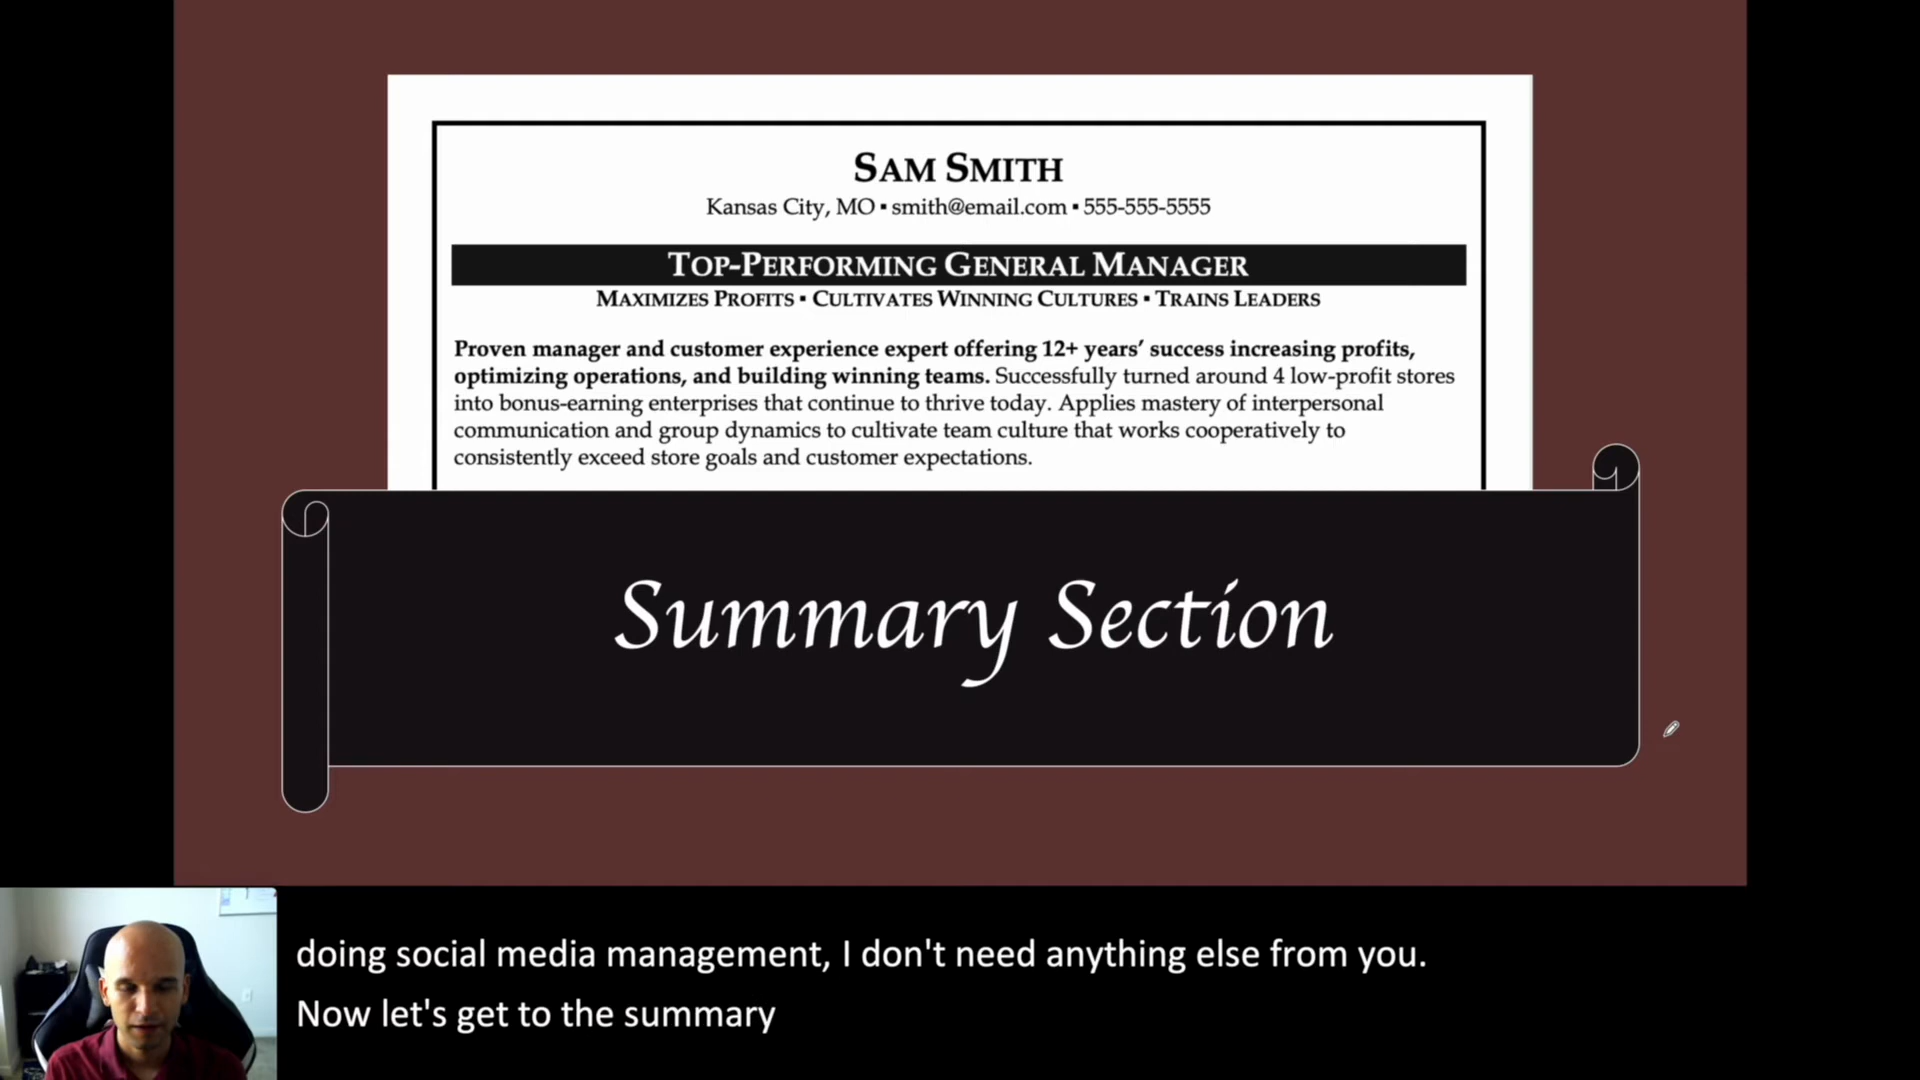 SAM SMITH
Kansas City, MO ▪ smith@email.com ▪ 555-555-5555
TOP-PERFORMING GENERAL MANAGER
MAXIMIZES PROFITS ▪ CULTIVATES WINNING CULTURES ▪ TRAINS LEADERS
Proven manager and customer experience expert offering 12+ years’ success increasing profits,
optimizing operations, and building winning teams. Successfully turned around 4 low-profit stores
into bonus-earning enterprises that continue to thrive today. Applies mastery of interpersonal
communication and group dynamics to cultivate team culture that works cooperatively to
consistently exceed store goals and customer expectations.
Summary Section
doing social media management, I don't need anything else from you.
Now let's get to the summary